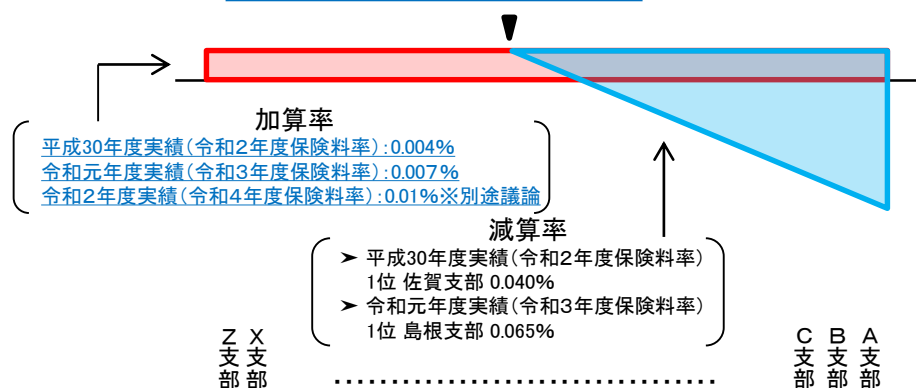 加算率
平成30年度実績(令和２年度保険料率):0.004%
令和元年度実績(令和３年度保険料率):0.007%
令和２年度実績(令和４年度保険料率):0.01%※別途議論
減算率
➤ 平成30年度実績(令和２年度保険料率)
1位 佐賀支部 0.040%
➤ 令和元年度実績(令和３年度保険料率)
1位 島根支部 0.065%
Z支部
X支部
‥‥‥‥‥‥‥‥‥‥‥‥‥‥
C支部
B支部
A支部